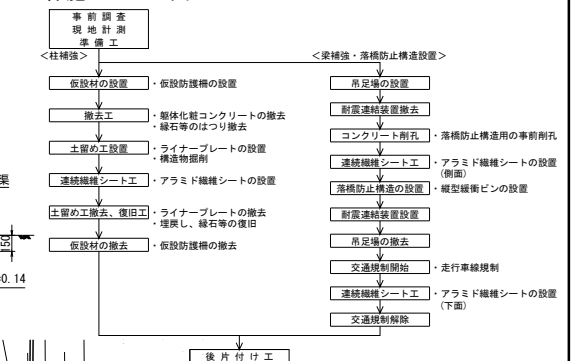 事前調査
現地計測
準備工
＜柱補強＞
仮設材の設置 ・仮設防護柵の設置
撤去工 ・躯体化粧コンクリートの撤去
・縁石等のはつり撤去
土留め工設置 ・ライナープレートの設置
・構造物掘削
連続繊維シート工 ・アラミド繊維シートの設置
土留め工撤去、復旧工 ・ライナープレートの撤去
・埋戻し、縁石等の復旧
仮設材の撤去 ・仮設防護柵の撤去
＜梁補強・落橋防止構造設置＞
吊足場の設置
耐震連結装置撤去
コンクリート削孔 ・落橋防止構造用の事前削孔
連続繊維シート工 ・アラミド繊維シートの設置
(側面)
落橋防止構造の設置 ・縦型緩衝ピンの設置
耐震連結装置設置
吊足場の撤去
交通規制開始 ・走行車線規制
連続繊維シート工 ・アラミド繊維シートの設置
(下面)
交通規制解除
後片付け工
渠
150
0.14